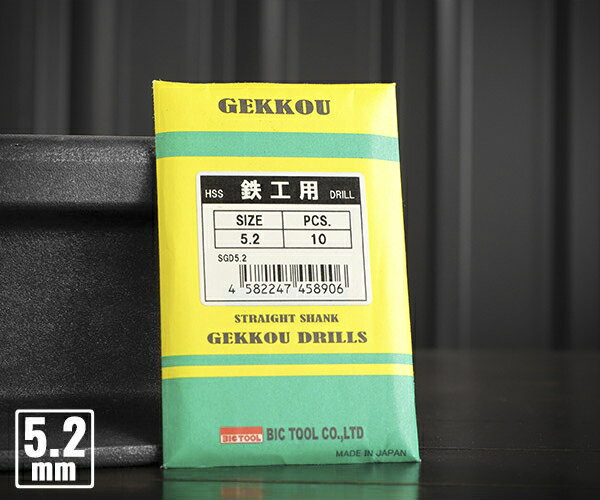 GEKKOU
HSS 鉄工用 DRILL
SIZE PCS.
5.2 10
SGD5.2
4 582247 458906
STRAIGHT SHANK
GEKKOU DRILLS
BIC TOOL BIC TOOL CO.,LTD
MADE IN JAPAN
5.2
mm